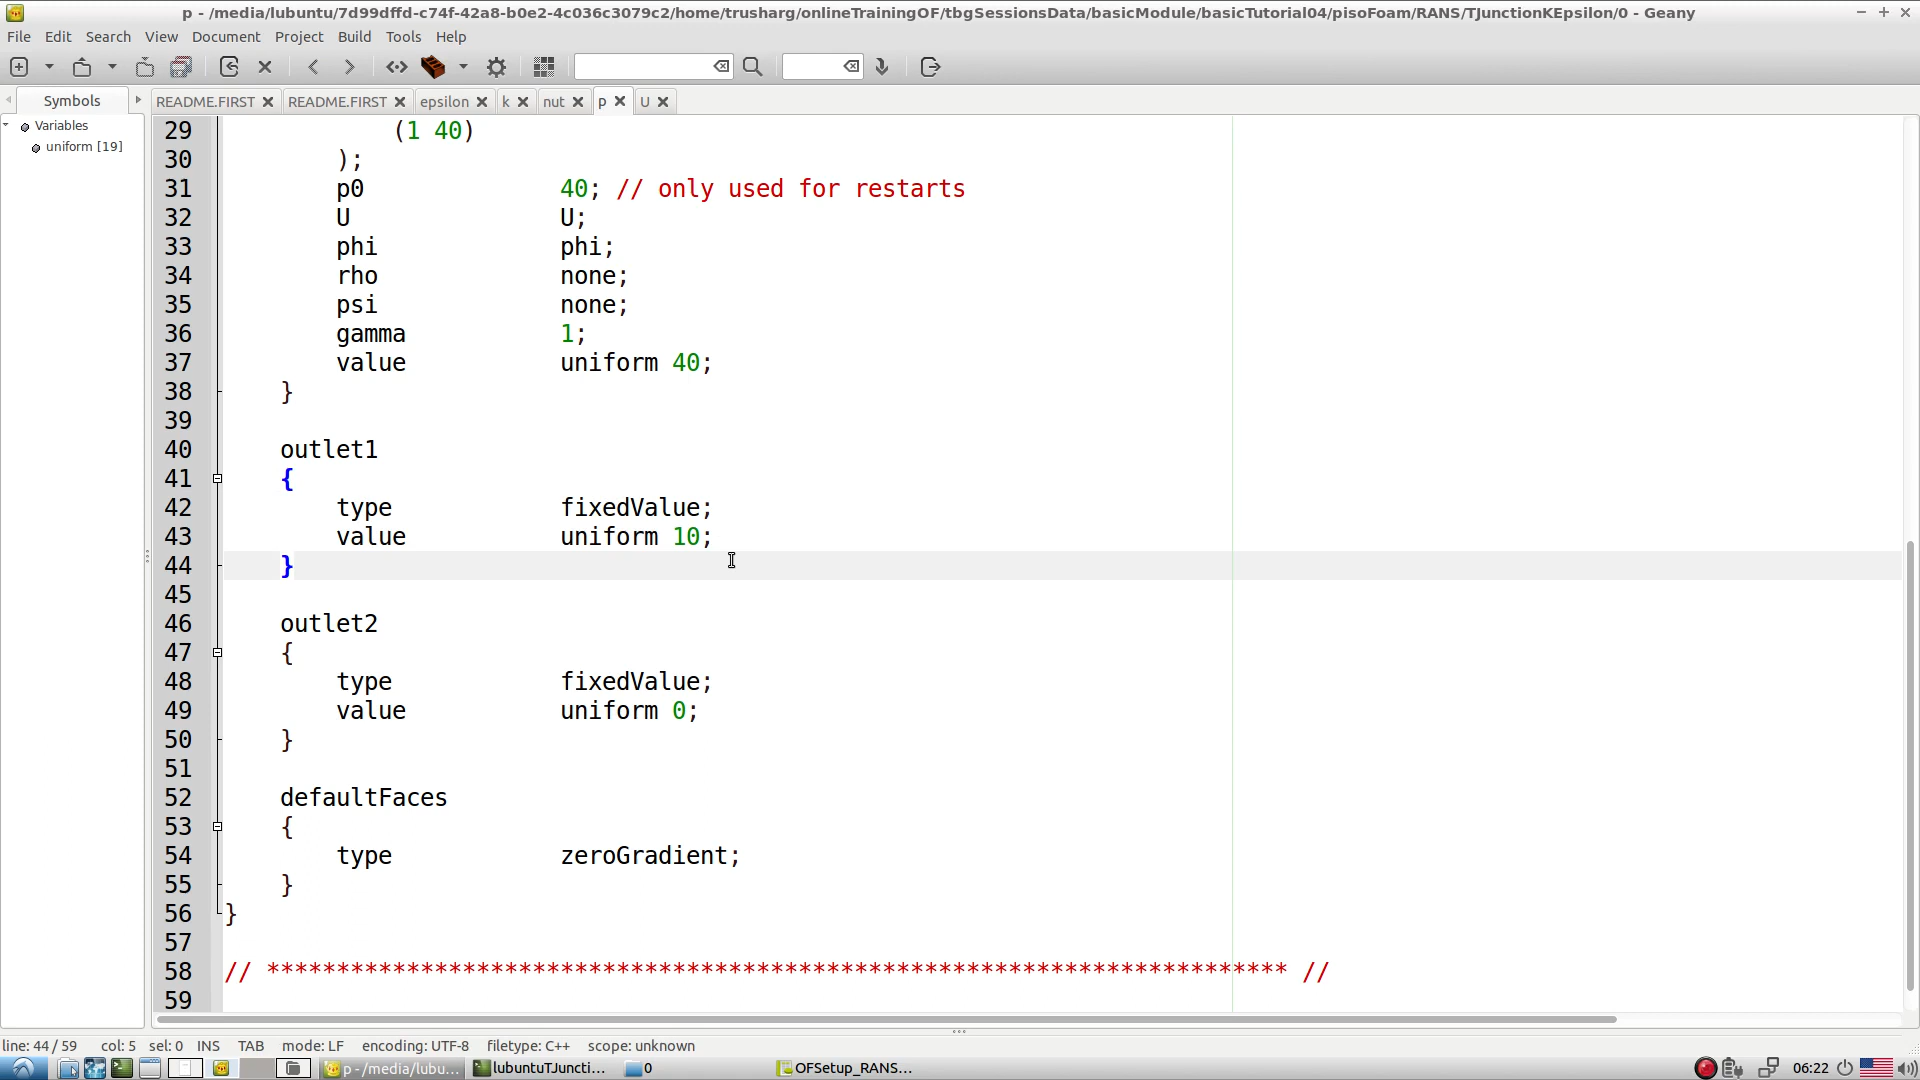 p - /media/lubuntu/7d99dffd-c74f-42a8-b0e2-4c036c3079c2/home/trusharg/onlineTrainingOF/tbgSessionsData/basicModule/basicTutorial04/pisoFoam/RANS/TJunctionKEpsilon/0 - Geany
File Edit Search View Document Project Build Tools Help
Symbols README.FIRST README.FIRST epsilon k nut p U
Variables
uniform [19]
29 (1 40)
30 );
31 p0 40; // only used for restarts
32 U U;
33 phi phi;
34 rho none;
35 psi none;
36 gamma 1;
37 value uniform 40;
38 }
39
40 outlet1
41 {
42 type fixedValue;
43 value uniform 10;
44 }
45
46 outlet2
47 {
48 type fixedValue;
49 value uniform 0;
50 }
51
52 defaultFaces
53 {
54 type zeroGradient;
55 }
56 }
57
58 // ************************************************************************* //
59
line: 44 / 59 col: 5 sel: 0 INS TAB mode: LF encoding: UTF-8 filetype: C++ scope: unknown
p - /media/lubu... lubuntuTJuncti... 0 OFSetup_RANS... 06:22